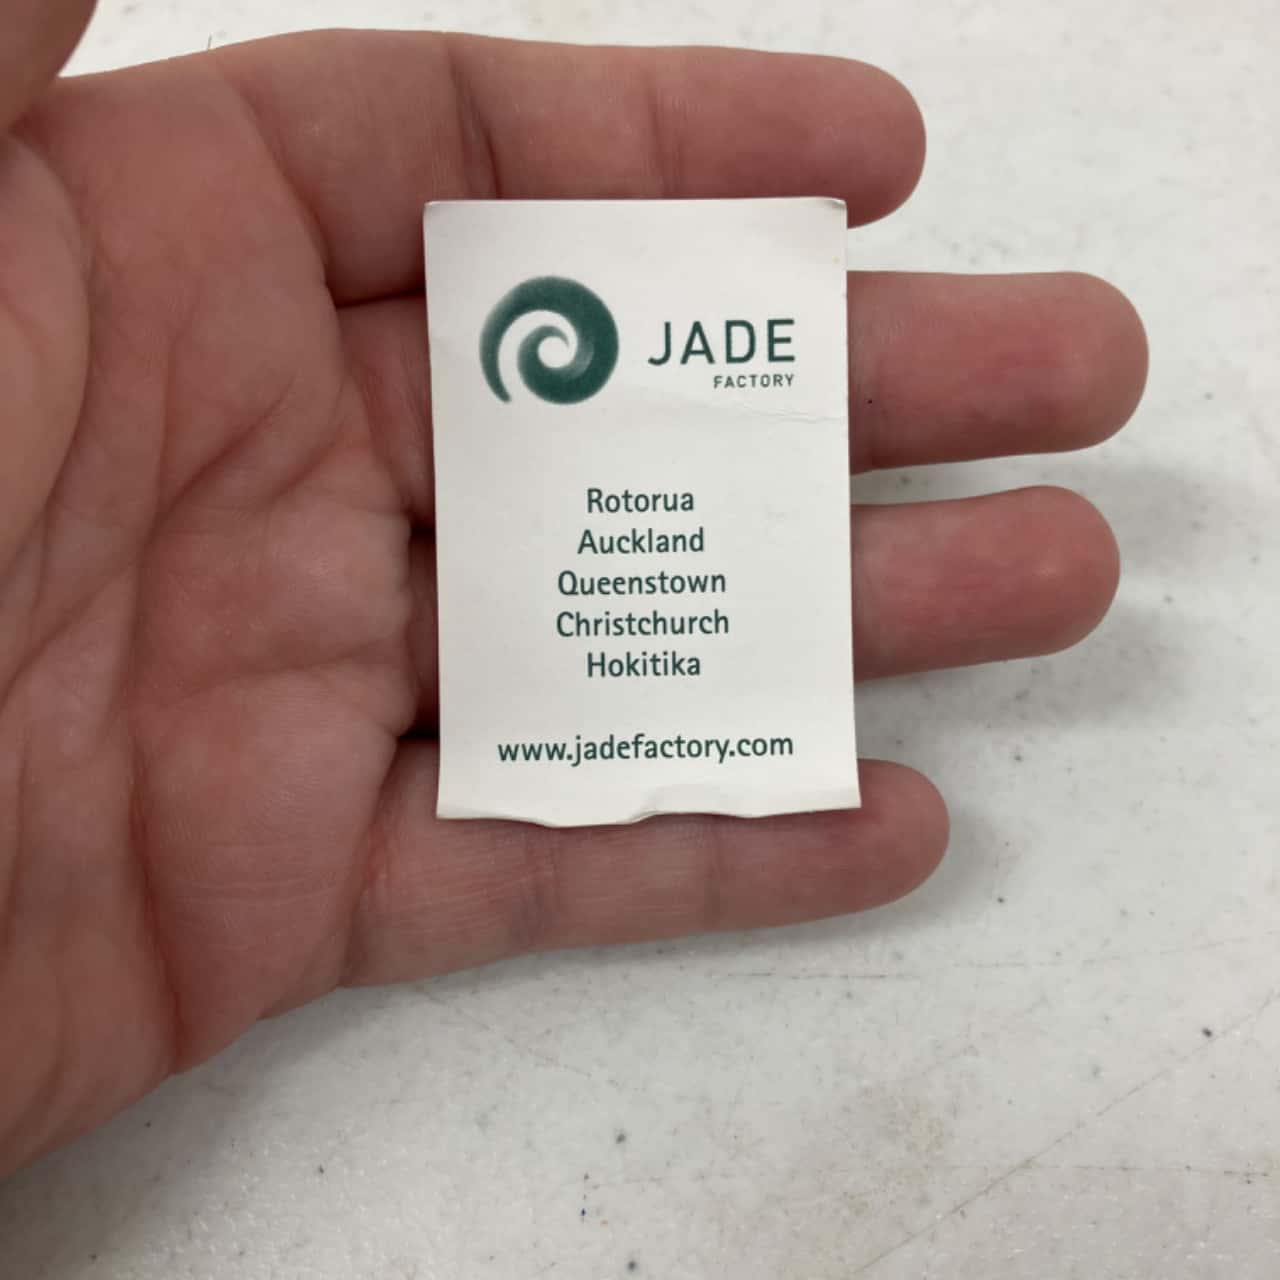 JADE
FACTORY
Rotorua
Auckland
Queenstown
Christchurch
Hokitika
www.jadefactory.com